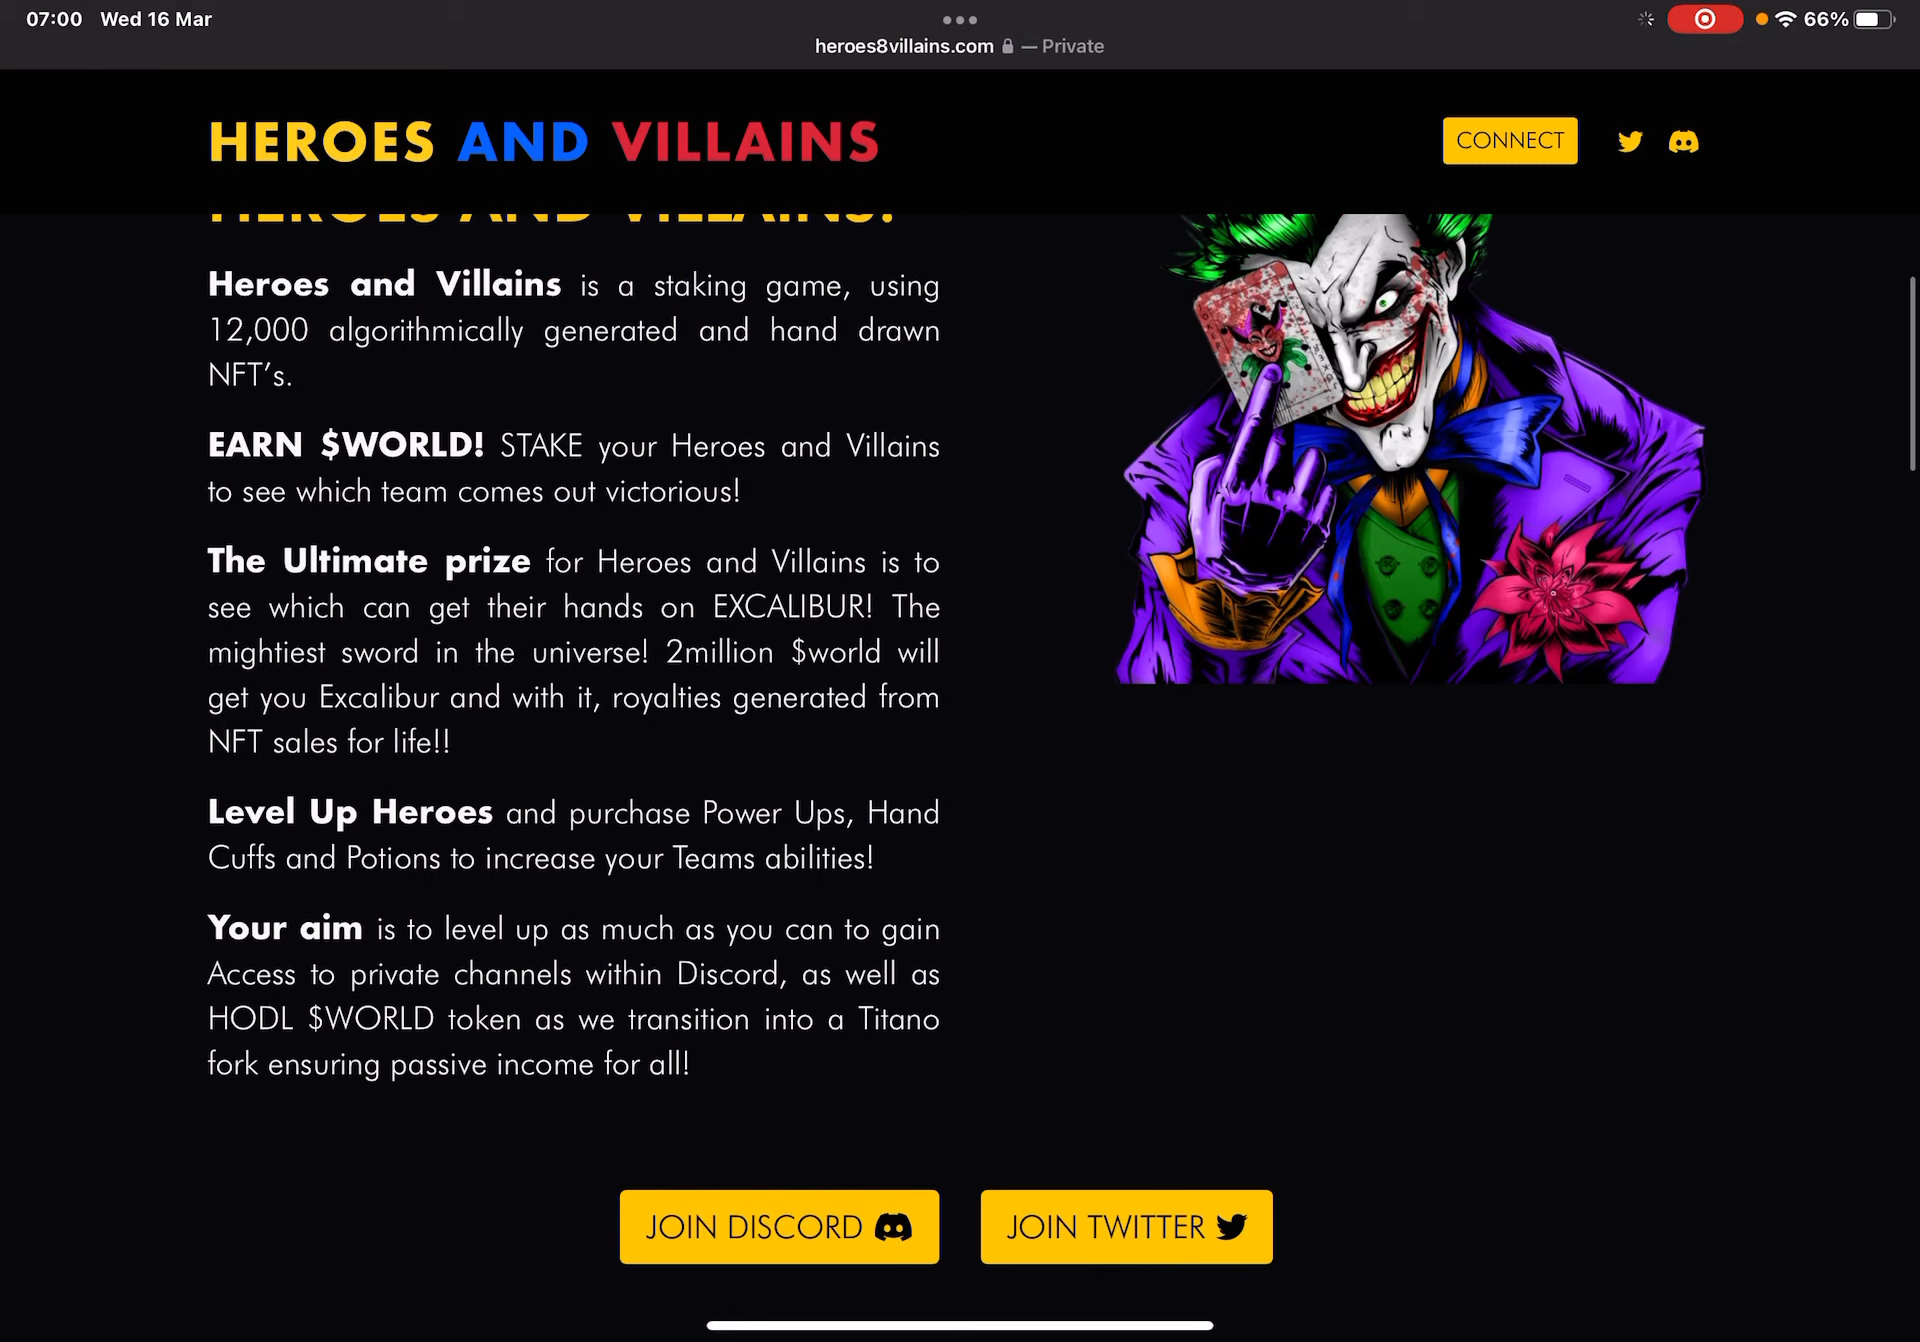 07:00 Wed 16 Mar
66%
heroes8villains.com — Private
HEROES AND VILLAINS
CONNECT
HEROES AND VILLAINS!
Heroes and Villains is a staking game, using
12,000 algorithmically generated and hand drawn
NFT’s.
EARN $WORLD! STAKE your Heroes and Villains
to see which team comes out victorious!
The Ultimate prize for Heroes and Villains is to
see which can get their hands on EXCALIBUR! The
mightiest sword in the universe! 2million $world will
get you Excalibur and with it, royalties generated from
NFT sales for life!!
Level Up Heroes and purchase Power Ups, Hand
Cuffs and Potions to increase your Teams abilities!
Your aim is to level up as much as you can to gain
Access to private channels within Discord, as well as
HODL $WORLD token as we transition into a Titano
fork ensuring passive income for all!
JOIN DISCORD
JOIN TWITTER